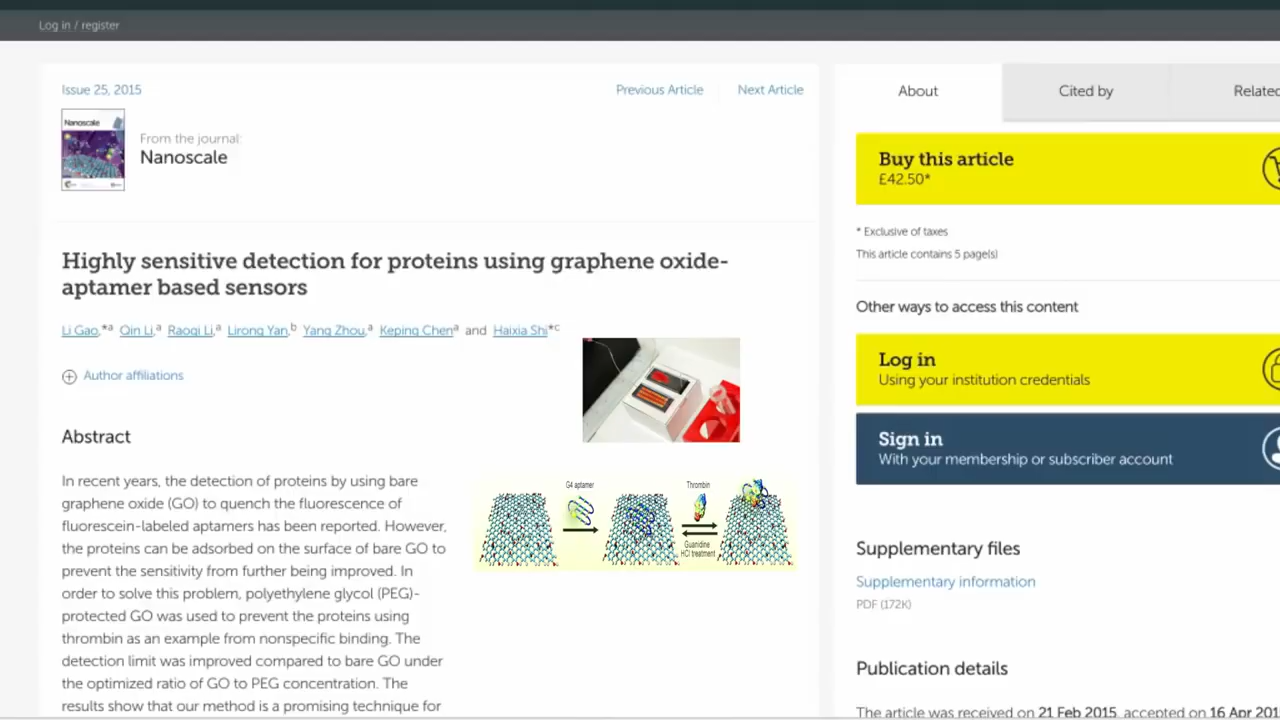 Log in / register
Issue 25, 2015
Previous Article
Next Article
Nanoscale
From the journal:
Nanoscale
Highly sensitive detection for proteins using graphene oxide-
aptamer based sensors
Li Gao,*a Qin Li,a Raoqi Li,a Lirong Yan,b Yang Zhou,a Keping Chena and Haixia Shi*c
Author affiliations
Abstract
In recent years, the detection of proteins by using bare
graphene oxide (GO) to quench the fluorescence of
fluorescein-labeled aptamers has been reported. However,
the proteins can be adsorbed on the surface of bare GO to
prevent the sensitivity from further being improved. In
order to solve this problem, polyethylene glycol (PEG)-
protected GO was used to prevent the proteins using
thrombin as an example from nonspecific binding. The
detection limit was improved compared to bare GO under
the optimized ratio of GO to PEG concentration. The
results show that our method is a promising technique for
G4 aptamer
Thrombin
Guanidine
HCl treatment
About
Cited by
Related
Buy this article
£42.50*
* Exclusive of taxes
This article contains 5 page(s)
Other ways to access this content
Log in
Using your institution credentials
Sign in
With your membership or subscriber account
Supplementary files
Supplementary information
PDF (172K)
Publication details
The article was received on 21 Feb 2015, accepted on 16 Apr 201